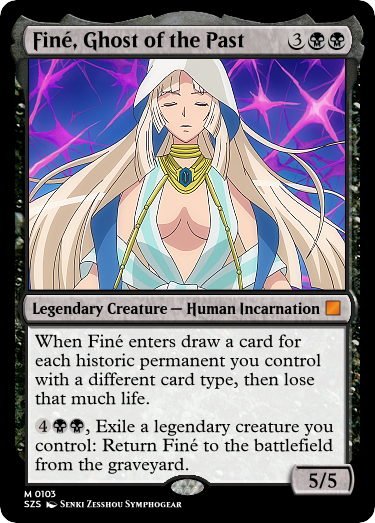 Finé, Ghost of the Past 3
Legendary Creature — Human Incarnation
When Finé enters draw a card for
each historic permanent you control
with a different card type, then lose
that much life.
4, Exile a legendary creature you
control: Return Finé to the battlefield
from the graveyard.
5/5
M 0103
SZS Senki Zesshou Symphogear